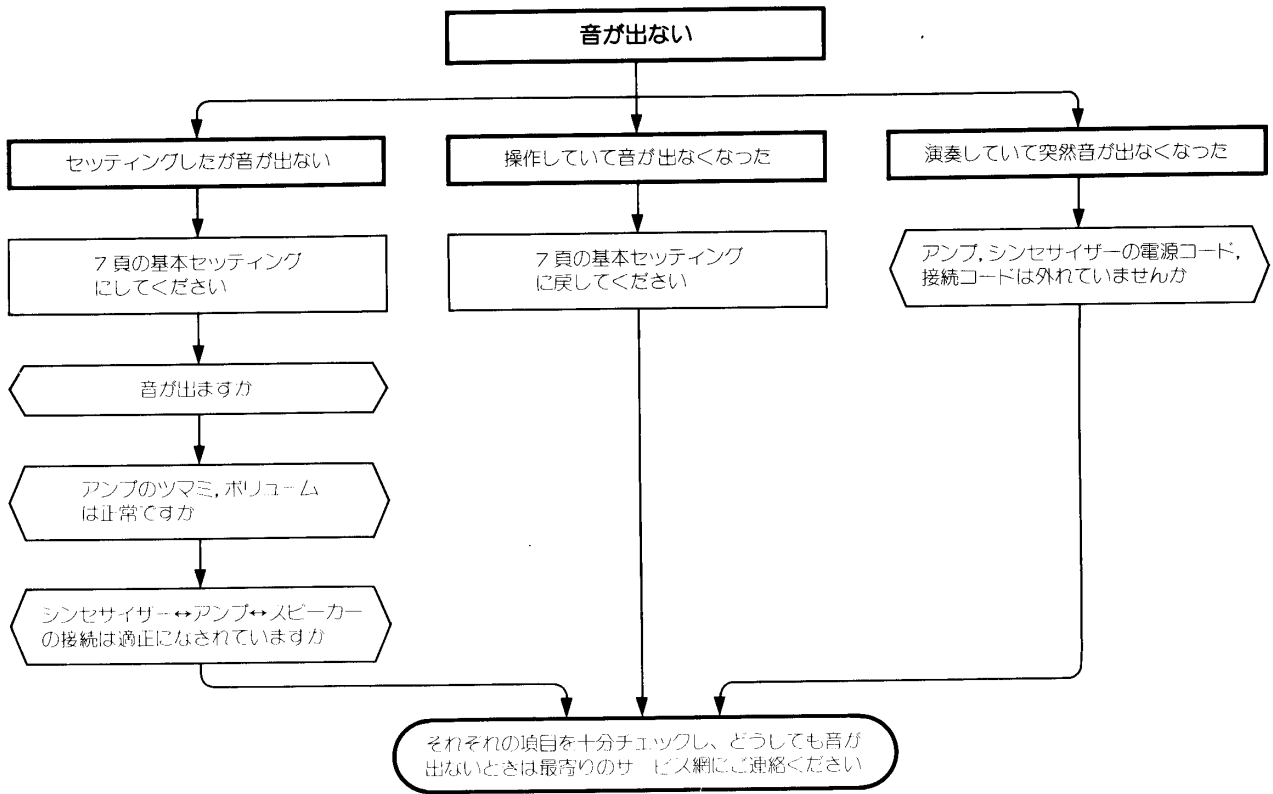 音が出ない
セッティングしたが音が出ない
操作していて音が出なくなった
演奏していて突然音が出なくなった
7頁の基本セッティング
にしてください
7頁の基本セッティング
に戻してください
アンプ,シンセサイザーの電源コード,
接続コードは外れていませんか
音が出ますか
アンプのツマミ,ボリューム
は正常ですか
シンセサイザー↔アンプ↔スピーカー
の接続は適正になされていますか
それぞれの項目を十分チェックし、どうしても音が
出ないときは最寄りのサービス網にご連絡ください